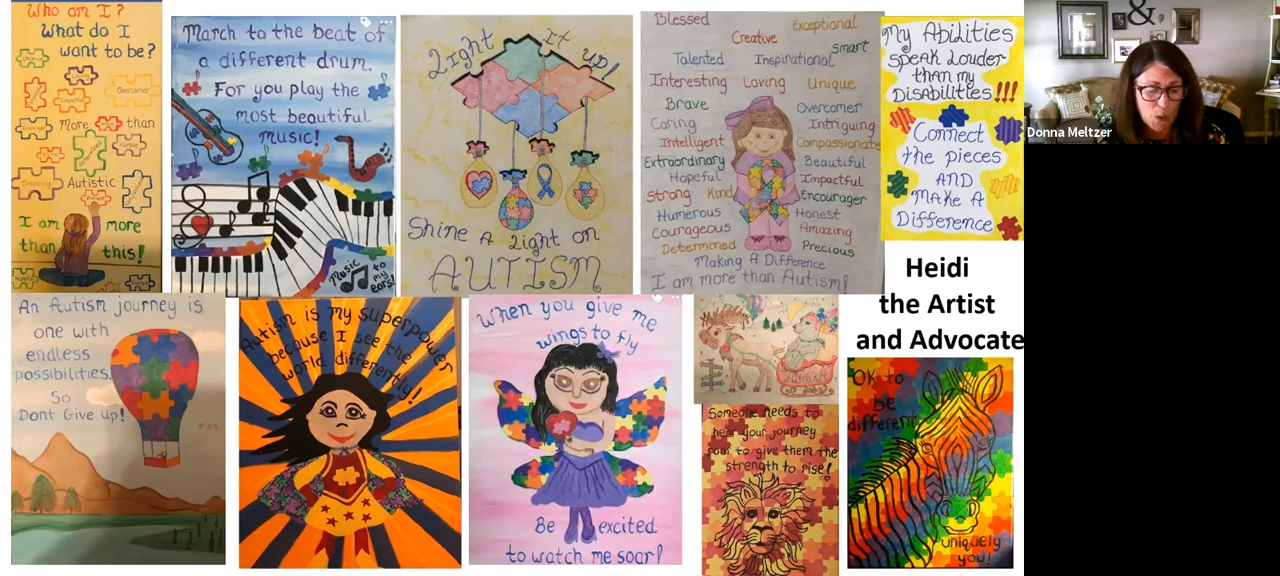 Who am I?
What do I
want to be?
Creative
Overcomer
More than
Determined
Humble
Inspiring
Autistic
I am more
than this!
March to the beat of
a different drum.
For you play the
most beautiful
music!
Music
to
my
ears!
Light It up!
Shine A Light on
AUTISM
Blessed
Exceptional
Creative
Smart
Talented Inspirational
Interesting Loving Unique
Brave Overcomer
Caring Intriguing
Intelligent Compassionate
Extraordinary Beautiful
Hopeful Impactful
Strong Kind Encourager
Humerous Honest
Courageous Amazing
Determined Precious
Making A Difference
I am more than Autism!
My Abilities
Speak Louder
than my
Disabilities!!!
Connect
the pieces
AND
MAke A
Difference
&
Donna Meltzer
Heidi
the Artist
and Advocate
An Autism journey is
one with
endless
possibilities.
So
Dont Give up!
Autism is my superpower
because I see the
world differently!
When you give me
wings to fly
Be excited
to watch me soar!
Someone needs to
hear your journey
to give them the
strength to rise!
OK to
be
different
uniquely
you!